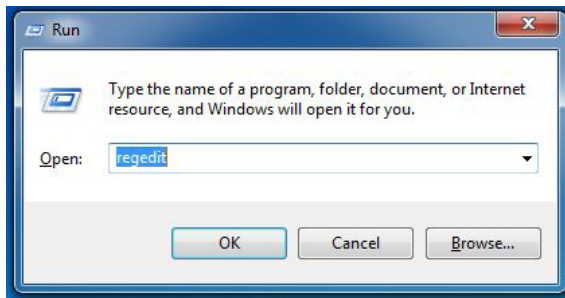 Run
Type the name of a program, folder, document, or Internet
resource, and Windows will open it for you.
Open: regedit
OK Cancel Browse...